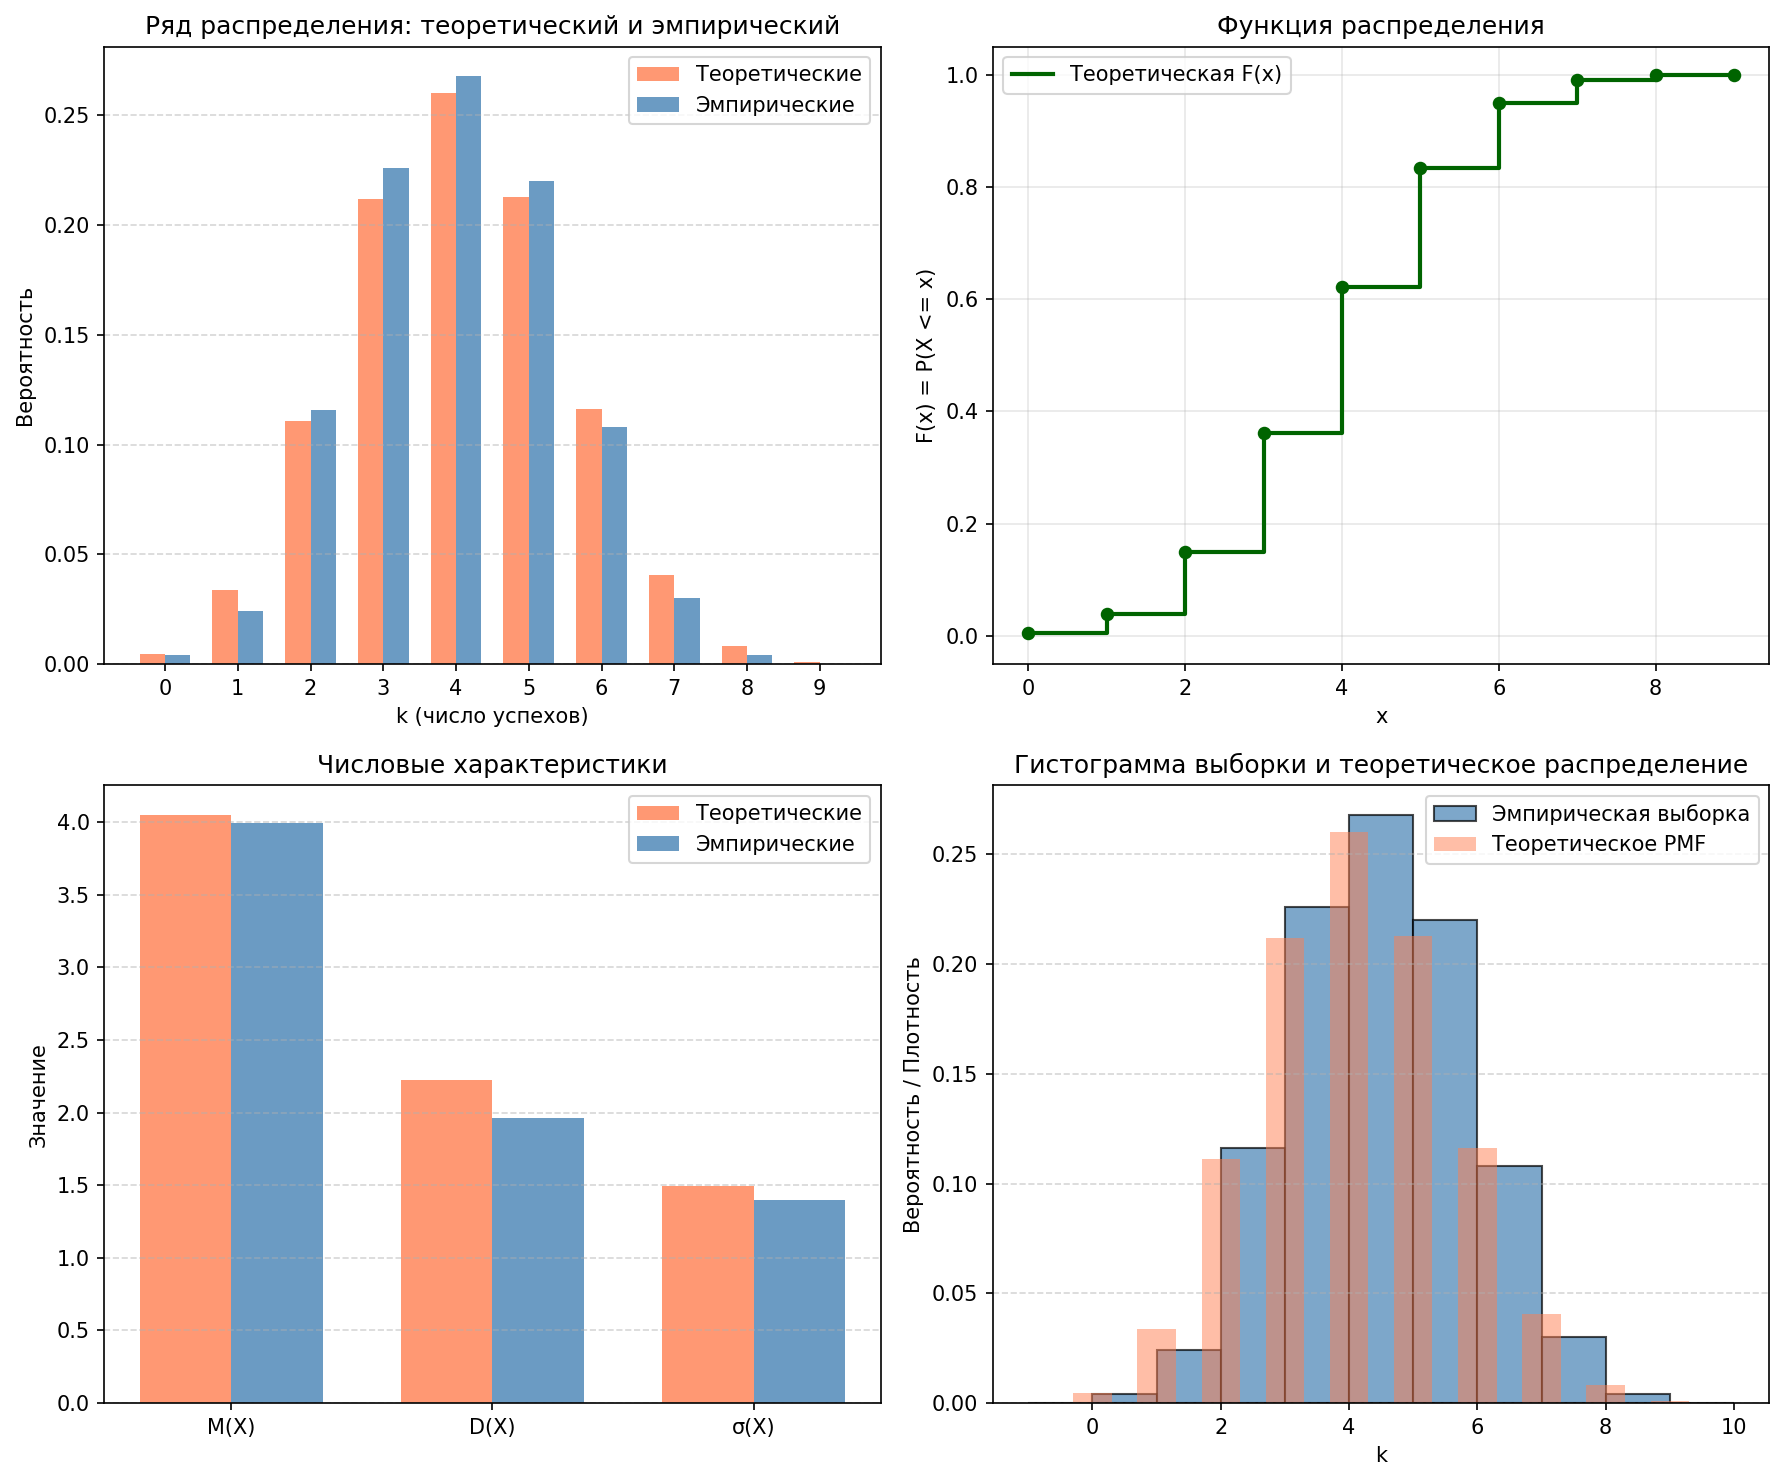 Ряд распределения: теоретический и эмпирический
Теоретические
Эмпирические
Вероятность
0.25
0.20
0.15
0.10
0.05
0.00
0 1 2 3 4 5 6 7 8 9
k (число успехов)
Функция распределения
Теоретическая F(x)
F(x) = P(X <= x)
1.0
0.8
0.6
0.4
0.2
0.0
0 2 4 6 8
x
Числовые характеристики
Теоретические
Эмпирические
Значение
4.0
3.5
3.0
2.5
2.0
1.5
1.0
0.5
0.0
M(X) D(X) σ(X)
Гистограмма выборки и теоретическое распределение
Эмпирическая выборка
Теоретическое PMF
Вероятность / Плотность
0.25
0.20
0.15
0.10
0.05
0.00
0 2 4 6 8 10
k